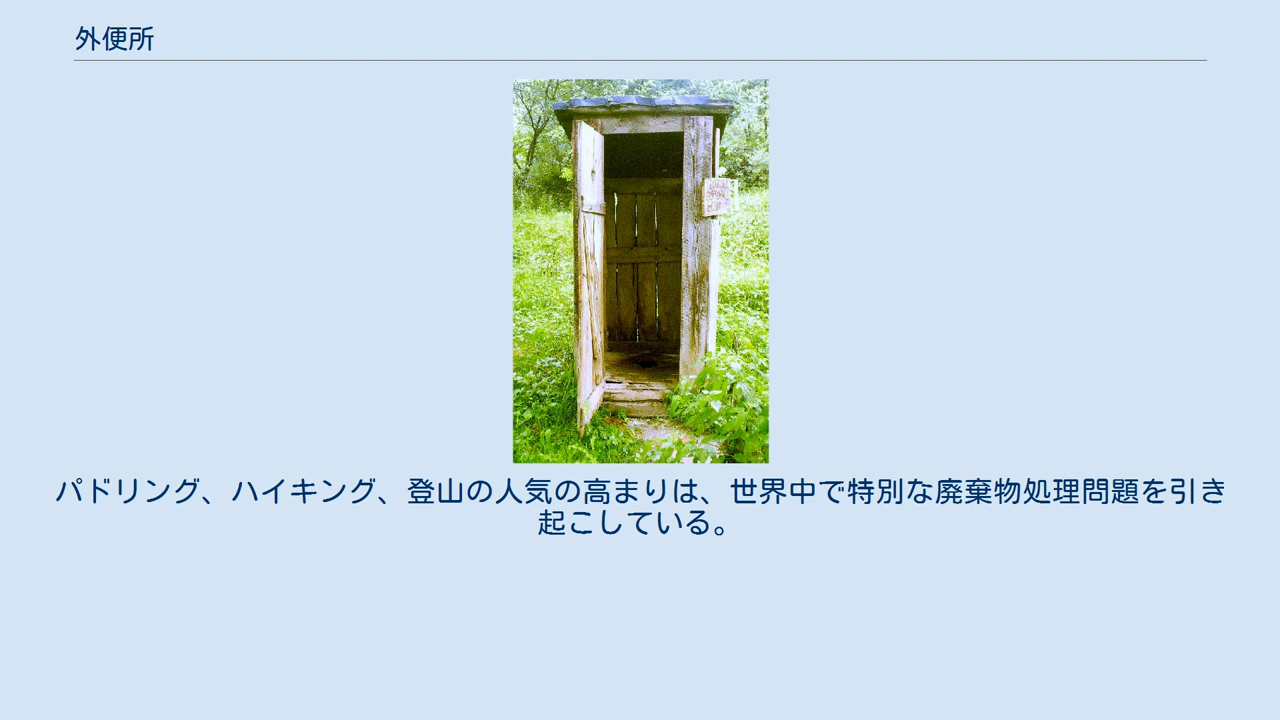 外便所
パドリング、ハイキング、登山の人気の高まりは、世界中で特別な廃棄物処理問題を引き
起こしている。